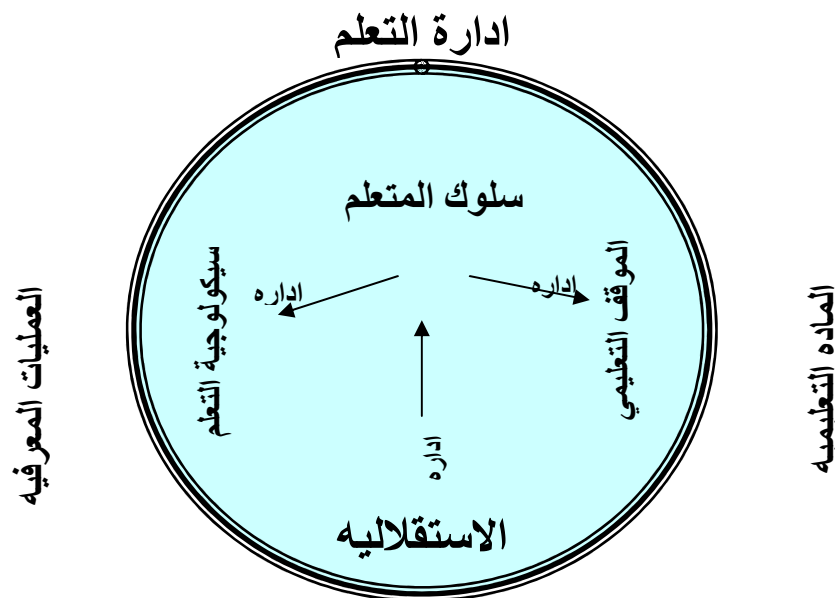 ادارة التعلم
سلوك المتعلم
الماده التعليميه
الموقف التعليمي
اداره
اداره
سيكولوجية التعلم
العمليات المعرفيه
اداره
الاستقلاليه